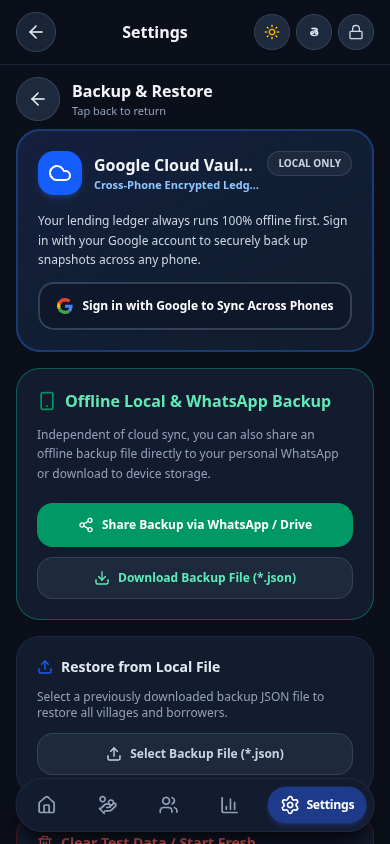 Settings
Backup & Restore
Tap back to return
Google Cloud Vaul...
LOCAL ONLY
Cross-Phone Encrypted Ledg...
Your lending ledger always runs 100% offline first. Sign
in with your Google account to securely back up
snapshots across any phone.
Sign in with Google to Sync Across Phones
Offline Local & WhatsApp Backup
Independent of cloud sync, you can also share an
offline backup file directly to your personal WhatsApp
or download to device storage.
Share Backup via WhatsApp / Drive
Download Backup File (*.json)
Restore from Local File
Select a previously downloaded backup JSON file to
restore all villages and borrowers.
Select Backup File (*.json)
Settings
Clear Test Data / Start Fresh